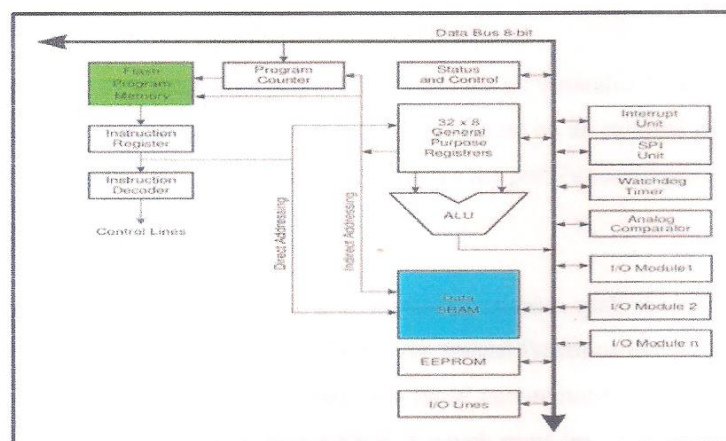 Data Bus 8-bit
Flash
Program
Memory
Program
Counter
Status
and Control
Instruction
Register
32 x 8
General
Purpose
Registrers
Interrupt
Unit
SPI
Unit
Instruction
Decoder
Watchdog
Timer
Control Lines
Direct Addressing
Indirect Addressing
ALU
Analog
Comparator
Data
SRAM
I/O Module1
I/O Module 2
EEPROM
I/O Module n
I/O Lines